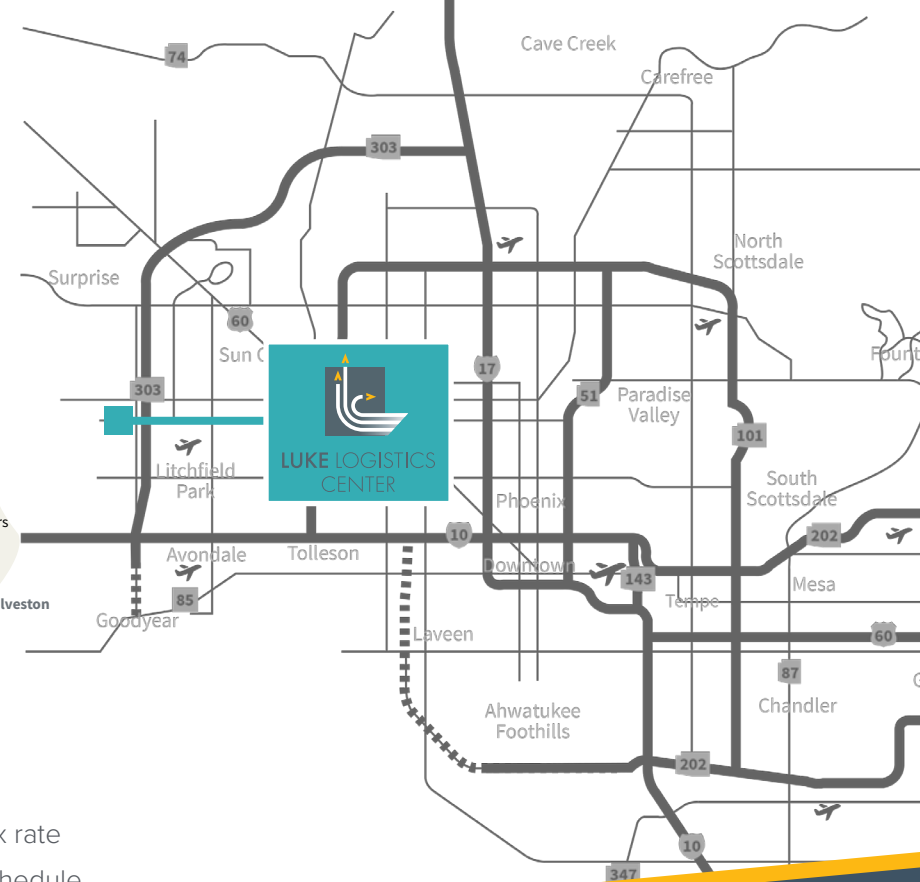 Cave Creek
74
Carefree
303
North
Scottsdale
Surprise
60
Sun C
17
Fount
303
51
Paradise
Valley
101
LUKE LOGISTICS
CENTER
Litchfield
Park
South
Scottsdale
Phoenix
rs
10
202
Avondale
Tolleson
Downtown
143
Mesa
lveston
85
Tempe
Goodyear
Laveen
60
87
G
Ahwatukee
Foothills
Chandler
202
x rate
10
hedule
347